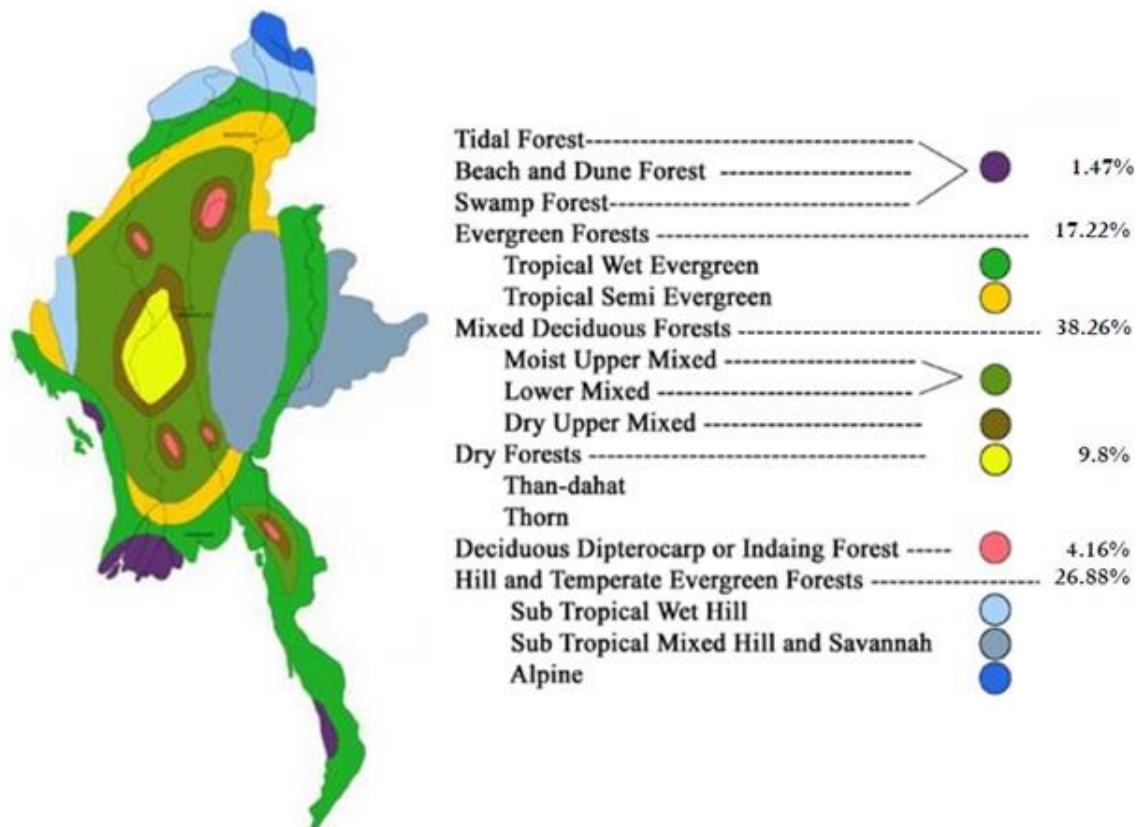 Tidal Forest-----------------------------------------
Beach and Dune Forest --------------------------- 1.47%
Swamp Forest--------------------------------------
Evergreen Forests -------------------------------------------------- 17.22%
Tropical Wet Evergreen
Tropical Semi Evergreen
Mixed Deciduous Forests ---------------------------------------- 38.26%
Moist Upper Mixed --------------------
Lower Mixed ----------------------------
Dry Upper Mixed ----------------------
Dry Forests ------------------------------------------ 9.8%
Than-dahat
Thorn
Deciduous Dipterocarp or Indaing Forest ----- 4.16%
Hill and Temperate Evergreen Forests ---------------------- 26.88%
Sub Tropical Wet Hill
Sub Tropical Mixed Hill and Savannah
Alpine